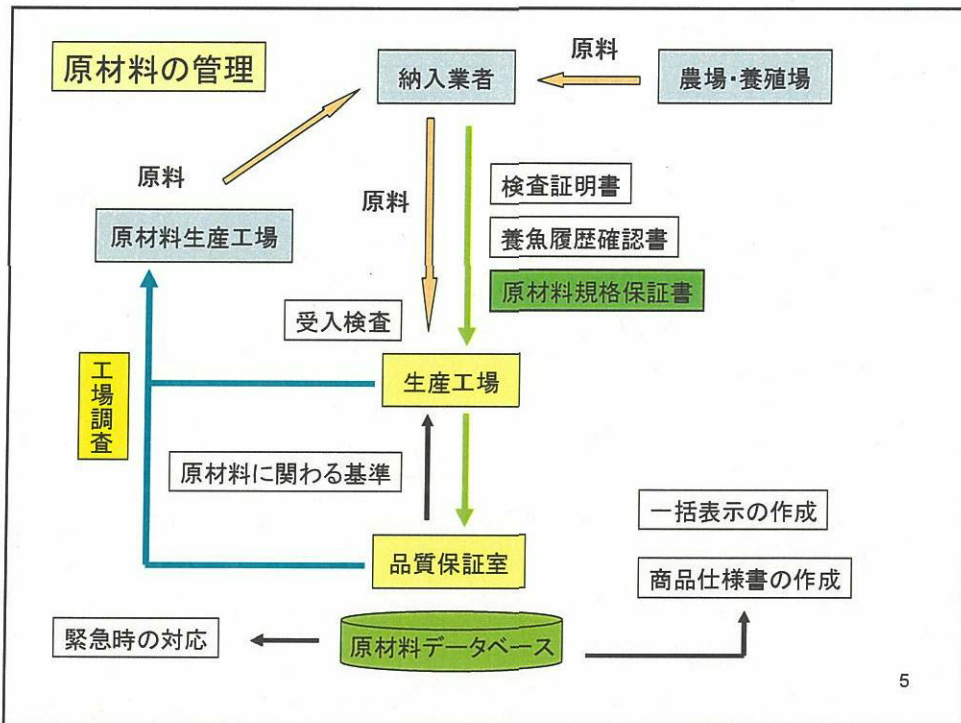 原材料の管理
原料
納入業者
農場・養殖場
原料
原料
検査証明書
養魚履歴確認書
原材料規格保証書
原材料生産工場
受入検査
生産工場
工場調査
原材料に関わる基準
一括表示の作成
品質保証室
商品仕様書の作成
緊急時の対応
原材料データベース
5